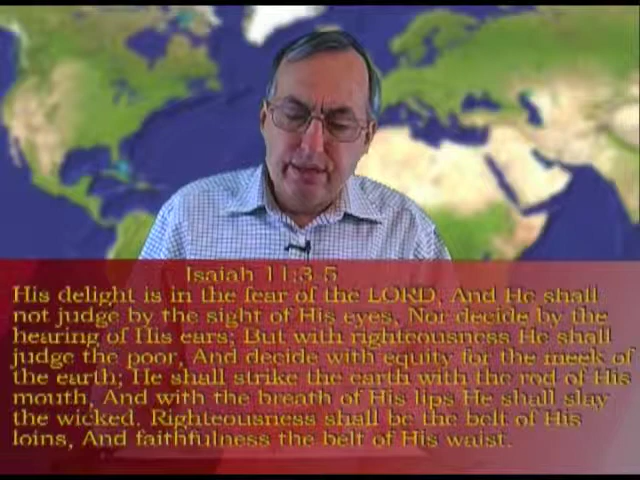 Isaiah 11:3-5
His delight is in the fear of the LORD, And He shall
not judge by the sight of His eyes, Nor decide by the
hearing of His ears; But with righteousness He shall
judge the poor, And decide with equity for the meek of
the earth; He shall strike the earth with the rod of His
mouth, And with the breath of His lips He shall slay
the wicked. Righteousness shall be the belt of His
loins, And faithfulness the belt of His waist.